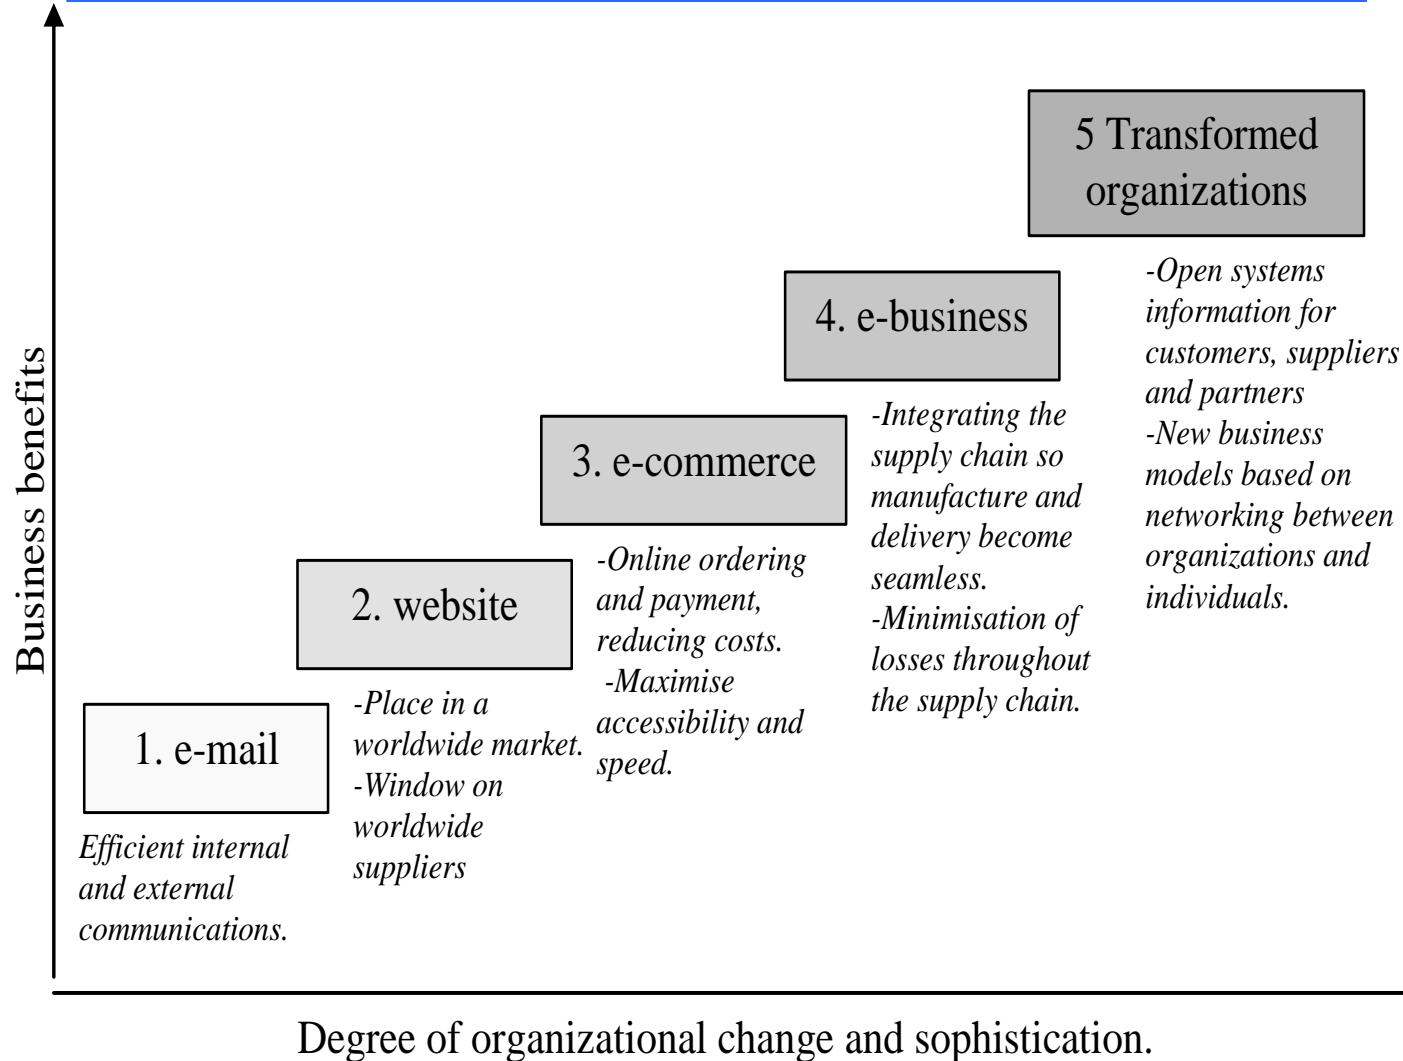 Business benefits
5 Transformed
organizations
-Open systems
information for
customers, suppliers
and partners
-New business
models based on
networking between
organizations and
individuals.
4. e-business
-Integrating the
supply chain so
manufacture and
delivery become
seamless.
-Minimisation of
losses throughout
the supply chain.
3. e-commerce
-Online ordering
and payment,
reducing costs.
-Maximise
accessibility and
speed.
2. website
-Place in a
worldwide market.
-Window on
worldwide
suppliers
1. e-mail
Efficient internal
and external
communications.
Degree of organizational change and sophistication.